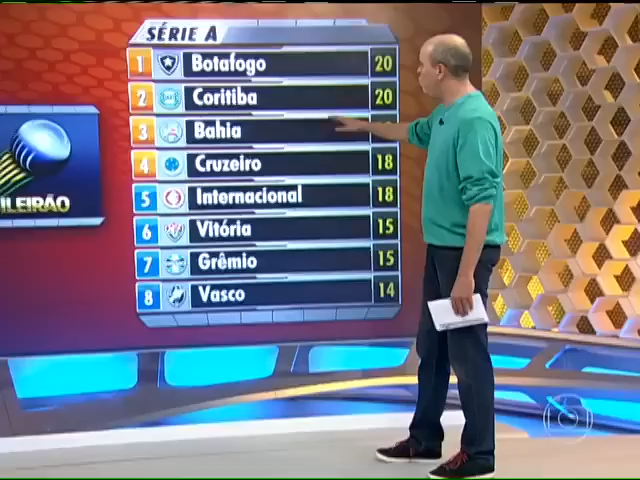 SÉRIE A
1 Botafogo 20
2 Coritiba 20
3 Bahia
4 Cruzeiro 18
5 Internacional 18
6 Vitória 15
7 Grêmio 15
8 Vasco 14
ILEIRÃO